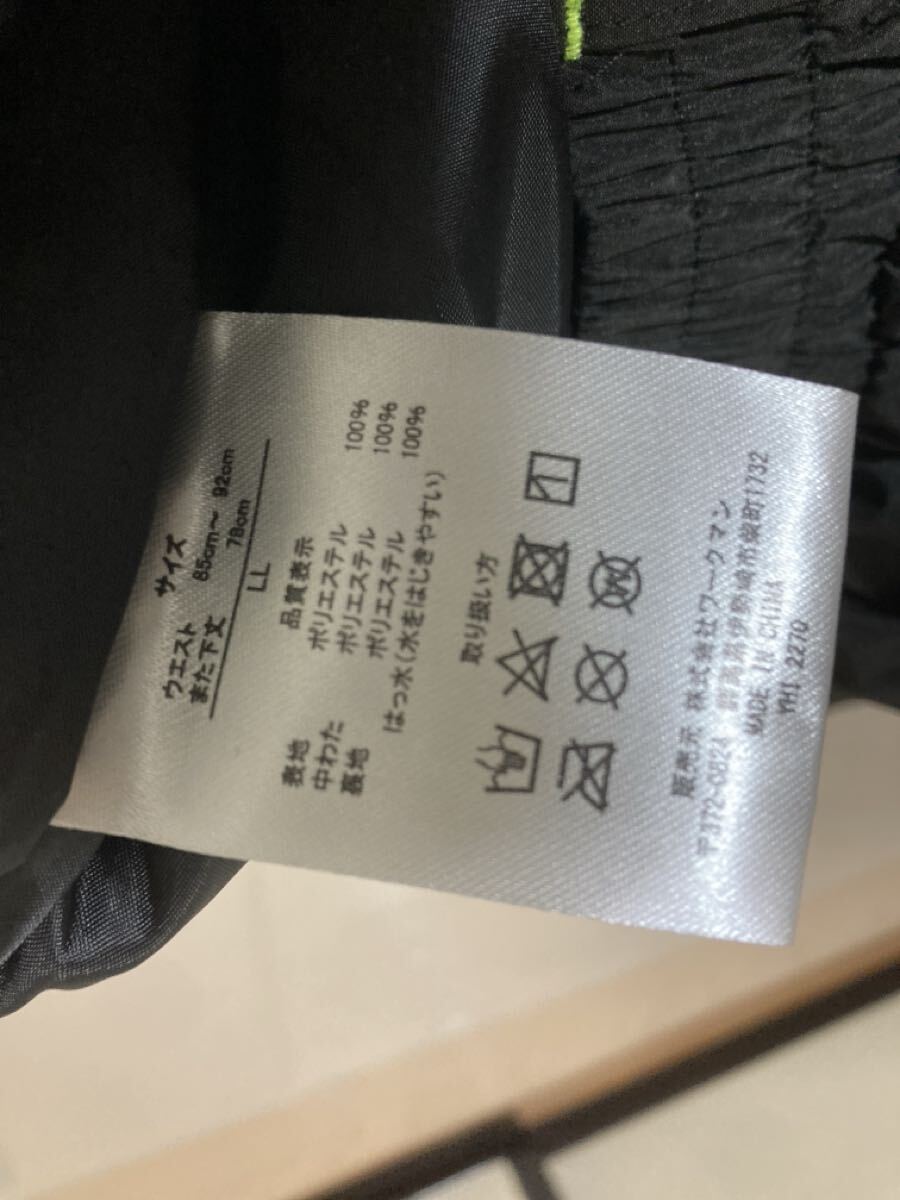 サイズ
ウエスト 85cm～ 92cm
また下丈 78cm
LL
品質表示
表地 ポリエステル 100%
中わた ポリエステル 100%
裏地 ポリエステル 100%
はっ水(水をはじきやすい)
取り扱い方
販売元 株式会社ワークマン
〒372-0824 群馬県伊勢崎市柴町1732
MADE IN CHINA
YHI 2270